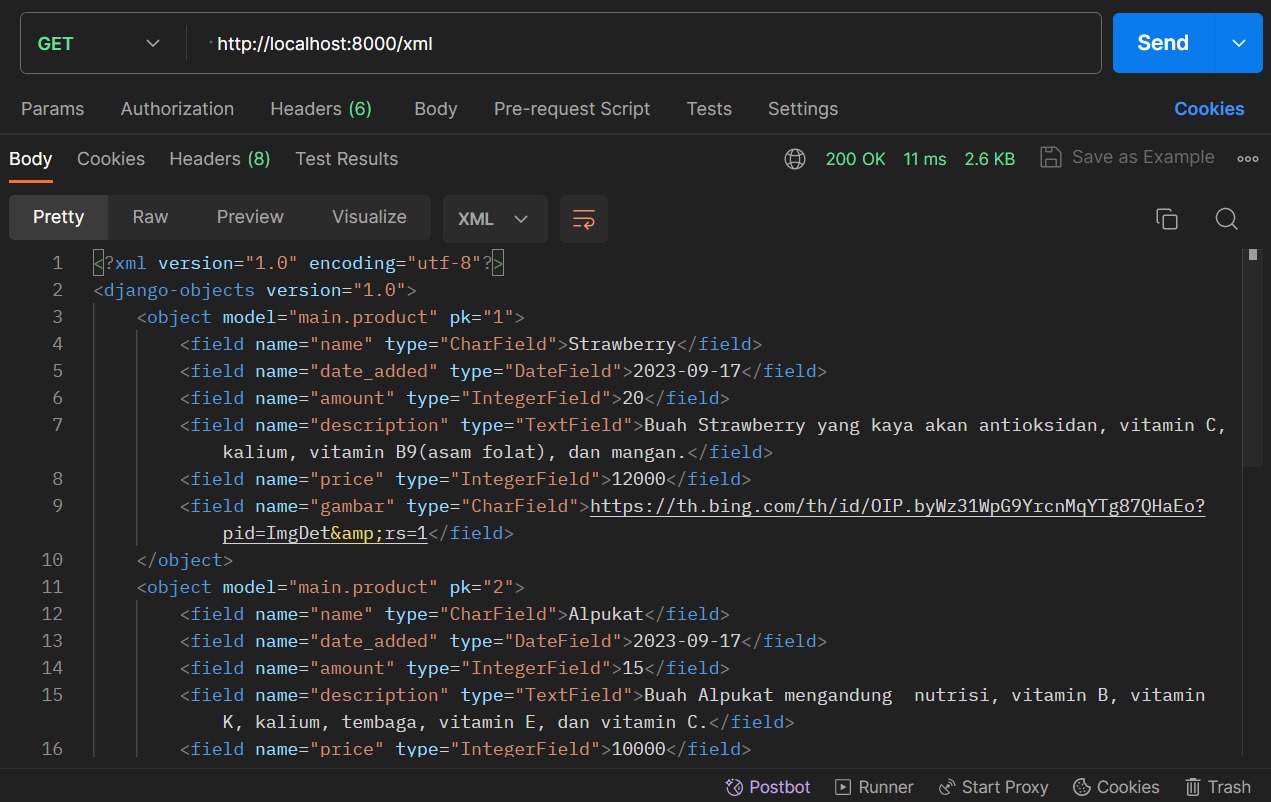 GET http://localhost:8000/xml Send
Params Authorization Headers (6) Body Pre-request Script Tests Settings Cookies
Body Cookies Headers (8) Test Results 200 OK 11 ms 2.6 KB Save as Example
Pretty Raw Preview Visualize XML
1 <?xml version="1.0" encoding="utf-8"?>
2 <django-objects version="1.0">
3 <object model="main.product" pk="1">
4 <field name="name" type="CharField">Strawberry</field>
5 <field name="date_added" type="DateField">2023-09-17</field>
6 <field name="amount" type="IntegerField">20</field>
7 <field name="description" type="TextField">Buah Strawberry yang kaya akan antioksidan, vitamin C,
kalium, vitamin B9(asam folat), dan mangan.</field>
8 <field name="price" type="IntegerField">12000</field>
9 <field name="gambar" type="CharField">https://th.bing.com/th/id/OIP.byWz31WpG9YrcnMqYTg87QHaEo?
pid=ImgDet&amp;rs=1</field>
10 </object>
11 <object model="main.product" pk="2">
12 <field name="name" type="CharField">Alpukat</field>
13 <field name="date_added" type="DateField">2023-09-17</field>
14 <field name="amount" type="IntegerField">15</field>
15 <field name="description" type="TextField">Buah Alpukat mengandung  nutrisi, vitamin B, vitamin
K, kalium, tembaga, vitamin E, dan vitamin C.</field>
16 <field name="price" type="IntegerField">10000</field>
Postbot Runner Start Proxy Cookies Trash